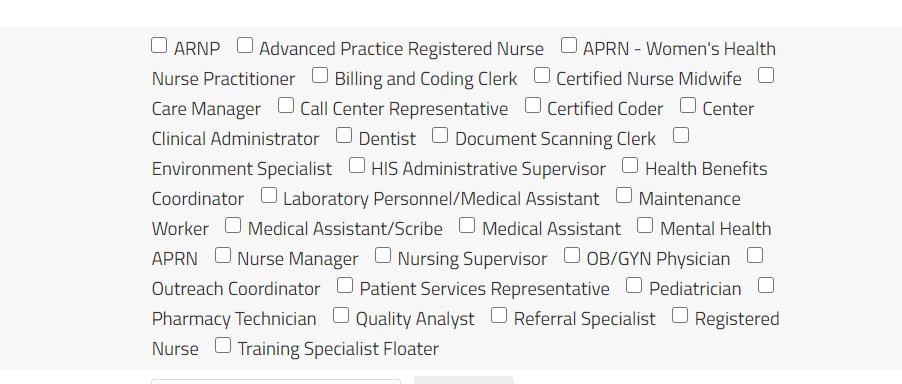 ARNP Advanced Practice Registered Nurse APRN - Women's Health
Nurse Practitioner Billing and Coding Clerk Certified Nurse Midwife
Care Manager Call Center Representative Certified Coder Center
Clinical Administrator Dentist Document Scanning Clerk
Environment Specialist HIS Administrative Supervisor Health Benefits
Coordinator Laboratory Personnel/Medical Assistant Maintenance
Worker Medical Assistant/Scribe Medical Assistant Mental Health
APRN Nurse Manager Nursing Supervisor OB/GYN Physician
Outreach Coordinator Patient Services Representative Pediatrician
Pharmacy Technician Quality Analyst Referral Specialist Registered
Nurse Training Specialist Floater